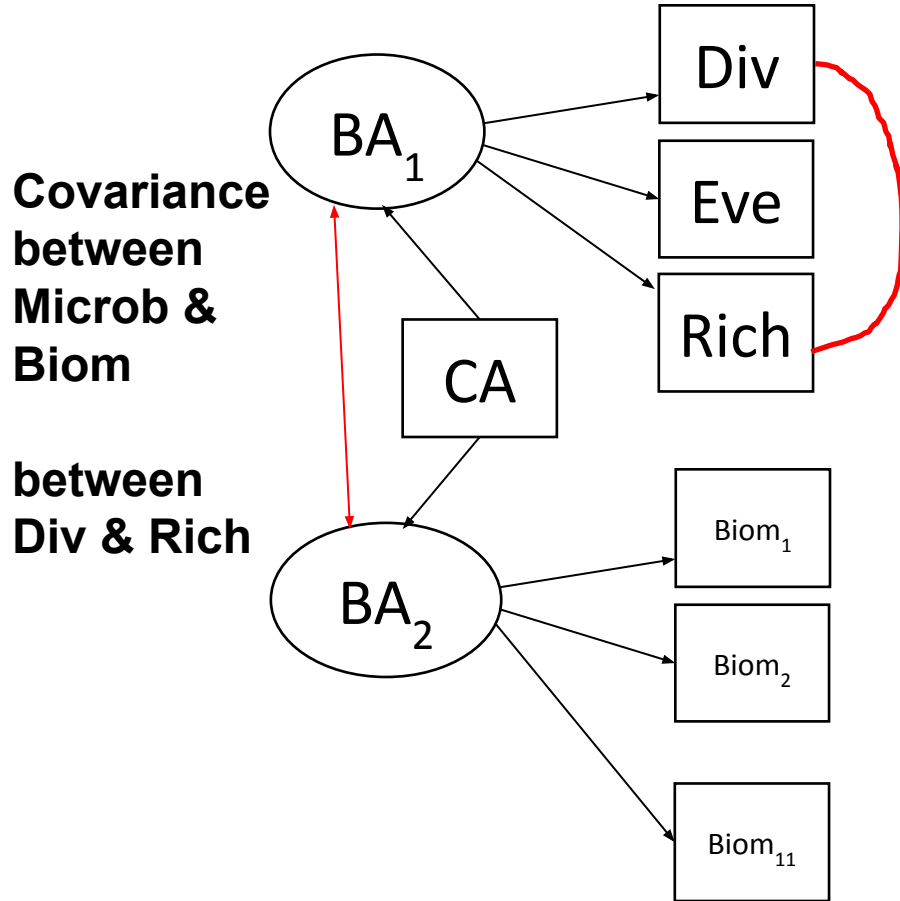 Covariance
between
Microb &
Biom
between
Div & Rich
BA₁
CA
BA₂
Div
Eve
Rich
Biom₁
Biom₂
Biom₁₁